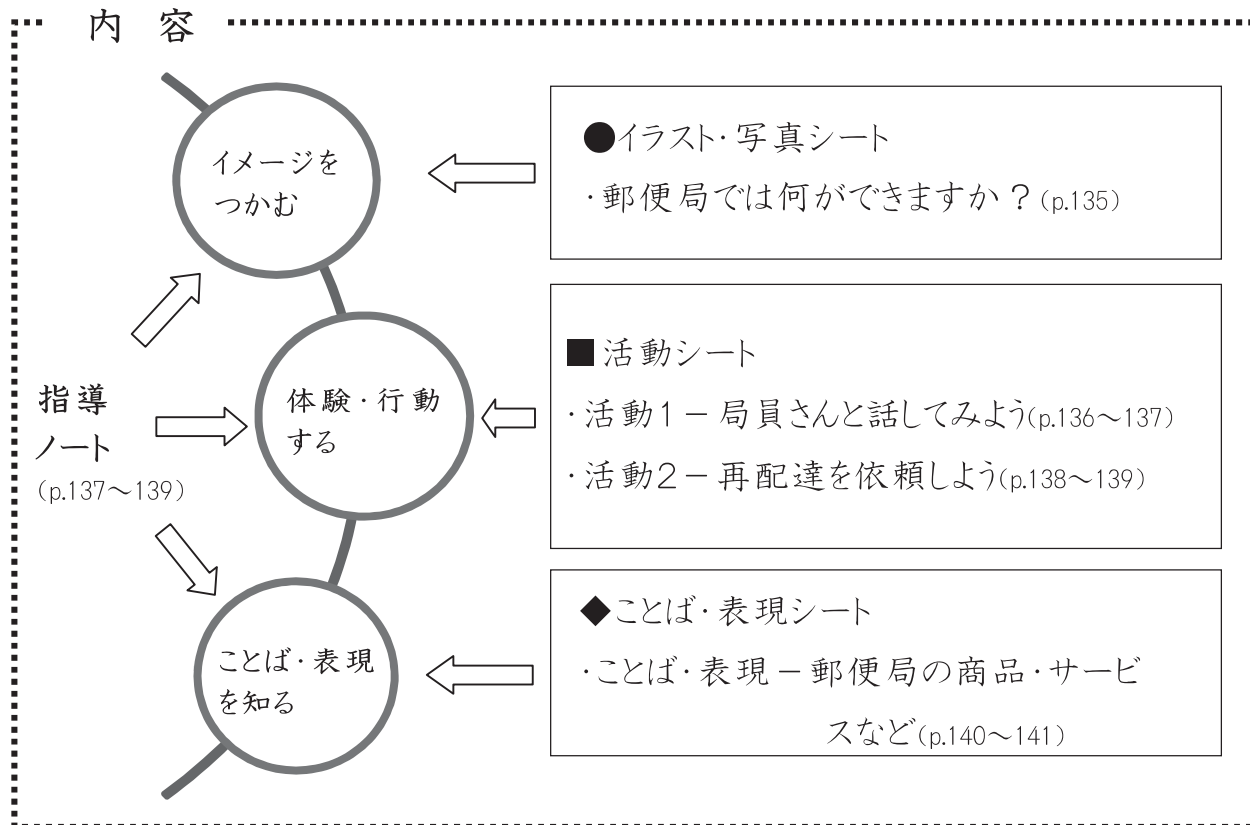 内 容
イメージを
つかむ
●イラスト・写真シート
・郵便局では何ができますか？(p.135)
指導
ノート
(p.137～139)
体験・行動
する
■活動シート
・活動1－局員さんと話してみよう(p.136～137)
・活動2－再配達を依頼しよう(p.138～139)
ことば・表現
を知る
◆ことば・表現シート
・ことば・表現－郵便局の商品・サービ
スなど(p.140～141)